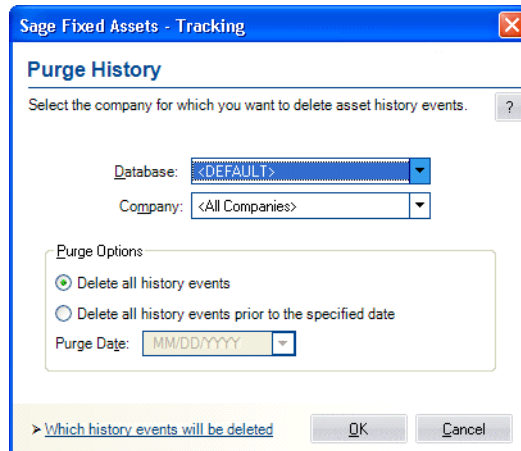 Sage Fixed Assets - Tracking
Purge History
Select the company for which you want to delete asset history events.
?
Database: <DEFAULT>
Company: <All Companies>
Purge Options
Delete all history events
Delete all history events prior to the specified date
Purge Date: MM/DD/YYYY
Which history events will be deleted
OK
Cancel